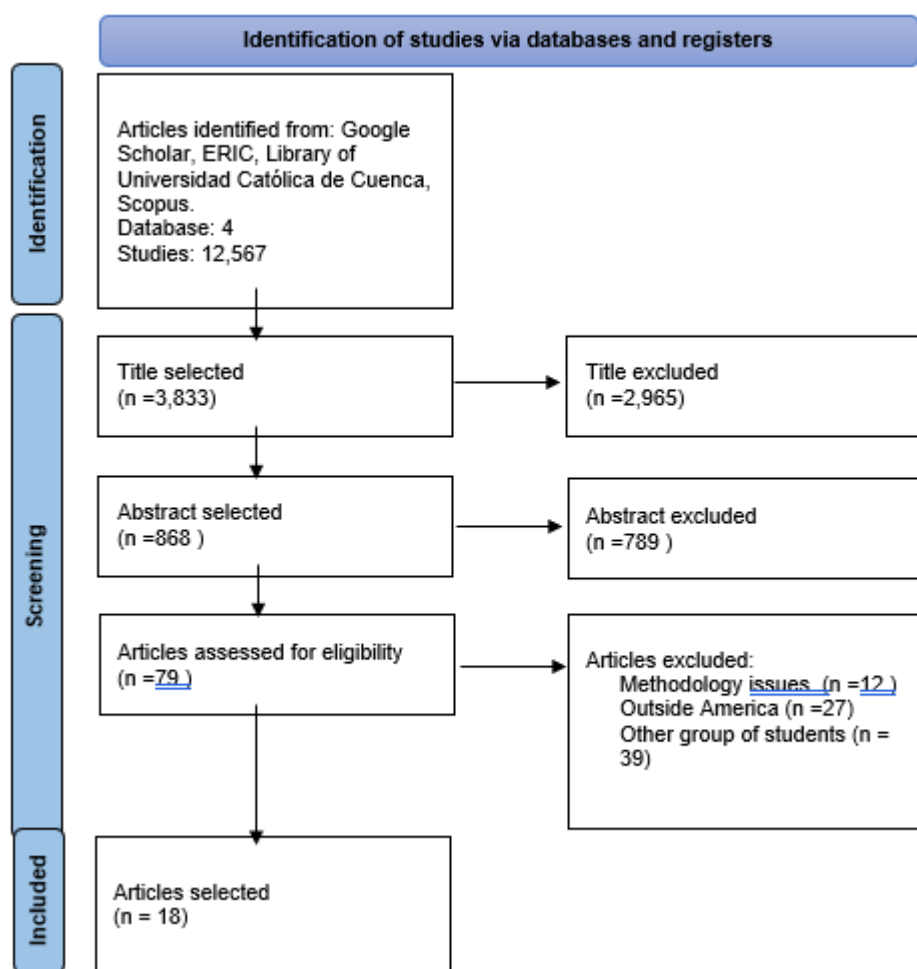 Identification of studies via databases and registers
Identification
Articles identified from: Google
Scholar, ERIC, Library of
Universidad Católica de Cuenca,
Scopus.
Database: 4
Studies: 12,567
Screening
Title selected
(n =3,833)
Title excluded
(n =2,965)
Abstract selected
(n =868 )
Abstract excluded
(n =789 )
Articles assessed for eligibility
(n =79 )
Articles excluded:
Methodology issues (n =12 )
Outside America (n =27)
Other group of students (n =
39)
Included
Articles selected
(n = 18)